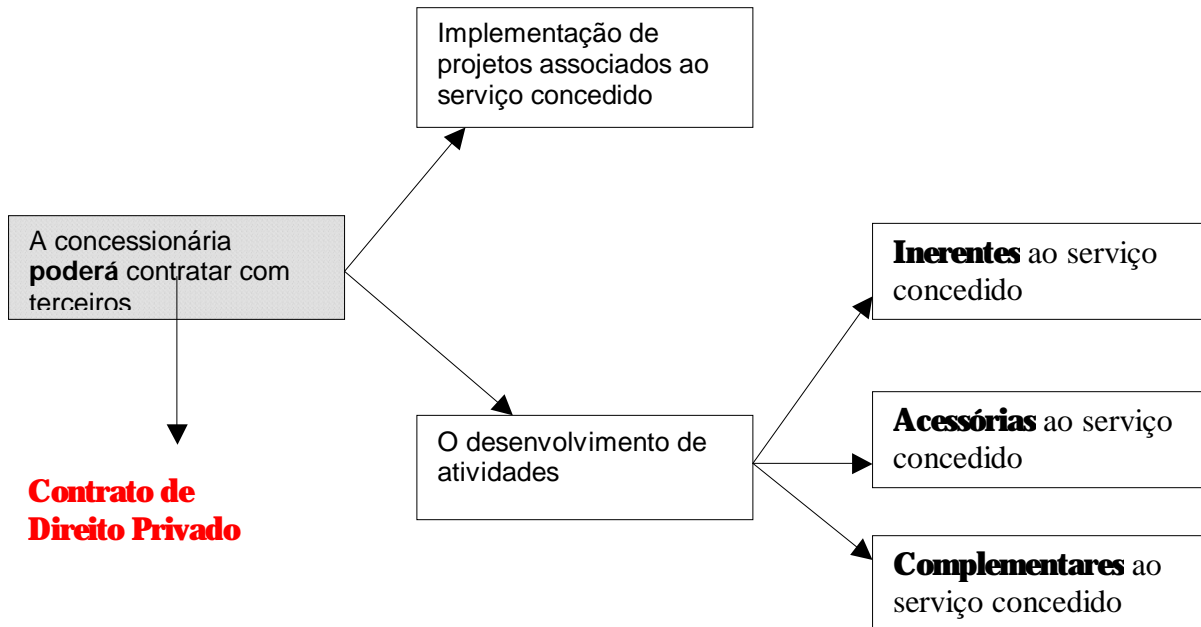 Implementação de
projetos associados ao
serviço concedido
A concessionária
poderá contratar com
terceiros
Inerentes ao serviço
concedido
O desenvolvimento de
atividades
Acessórias ao serviço
concedido
Contrato de
Direito Privado
Complementares ao
serviço concedido